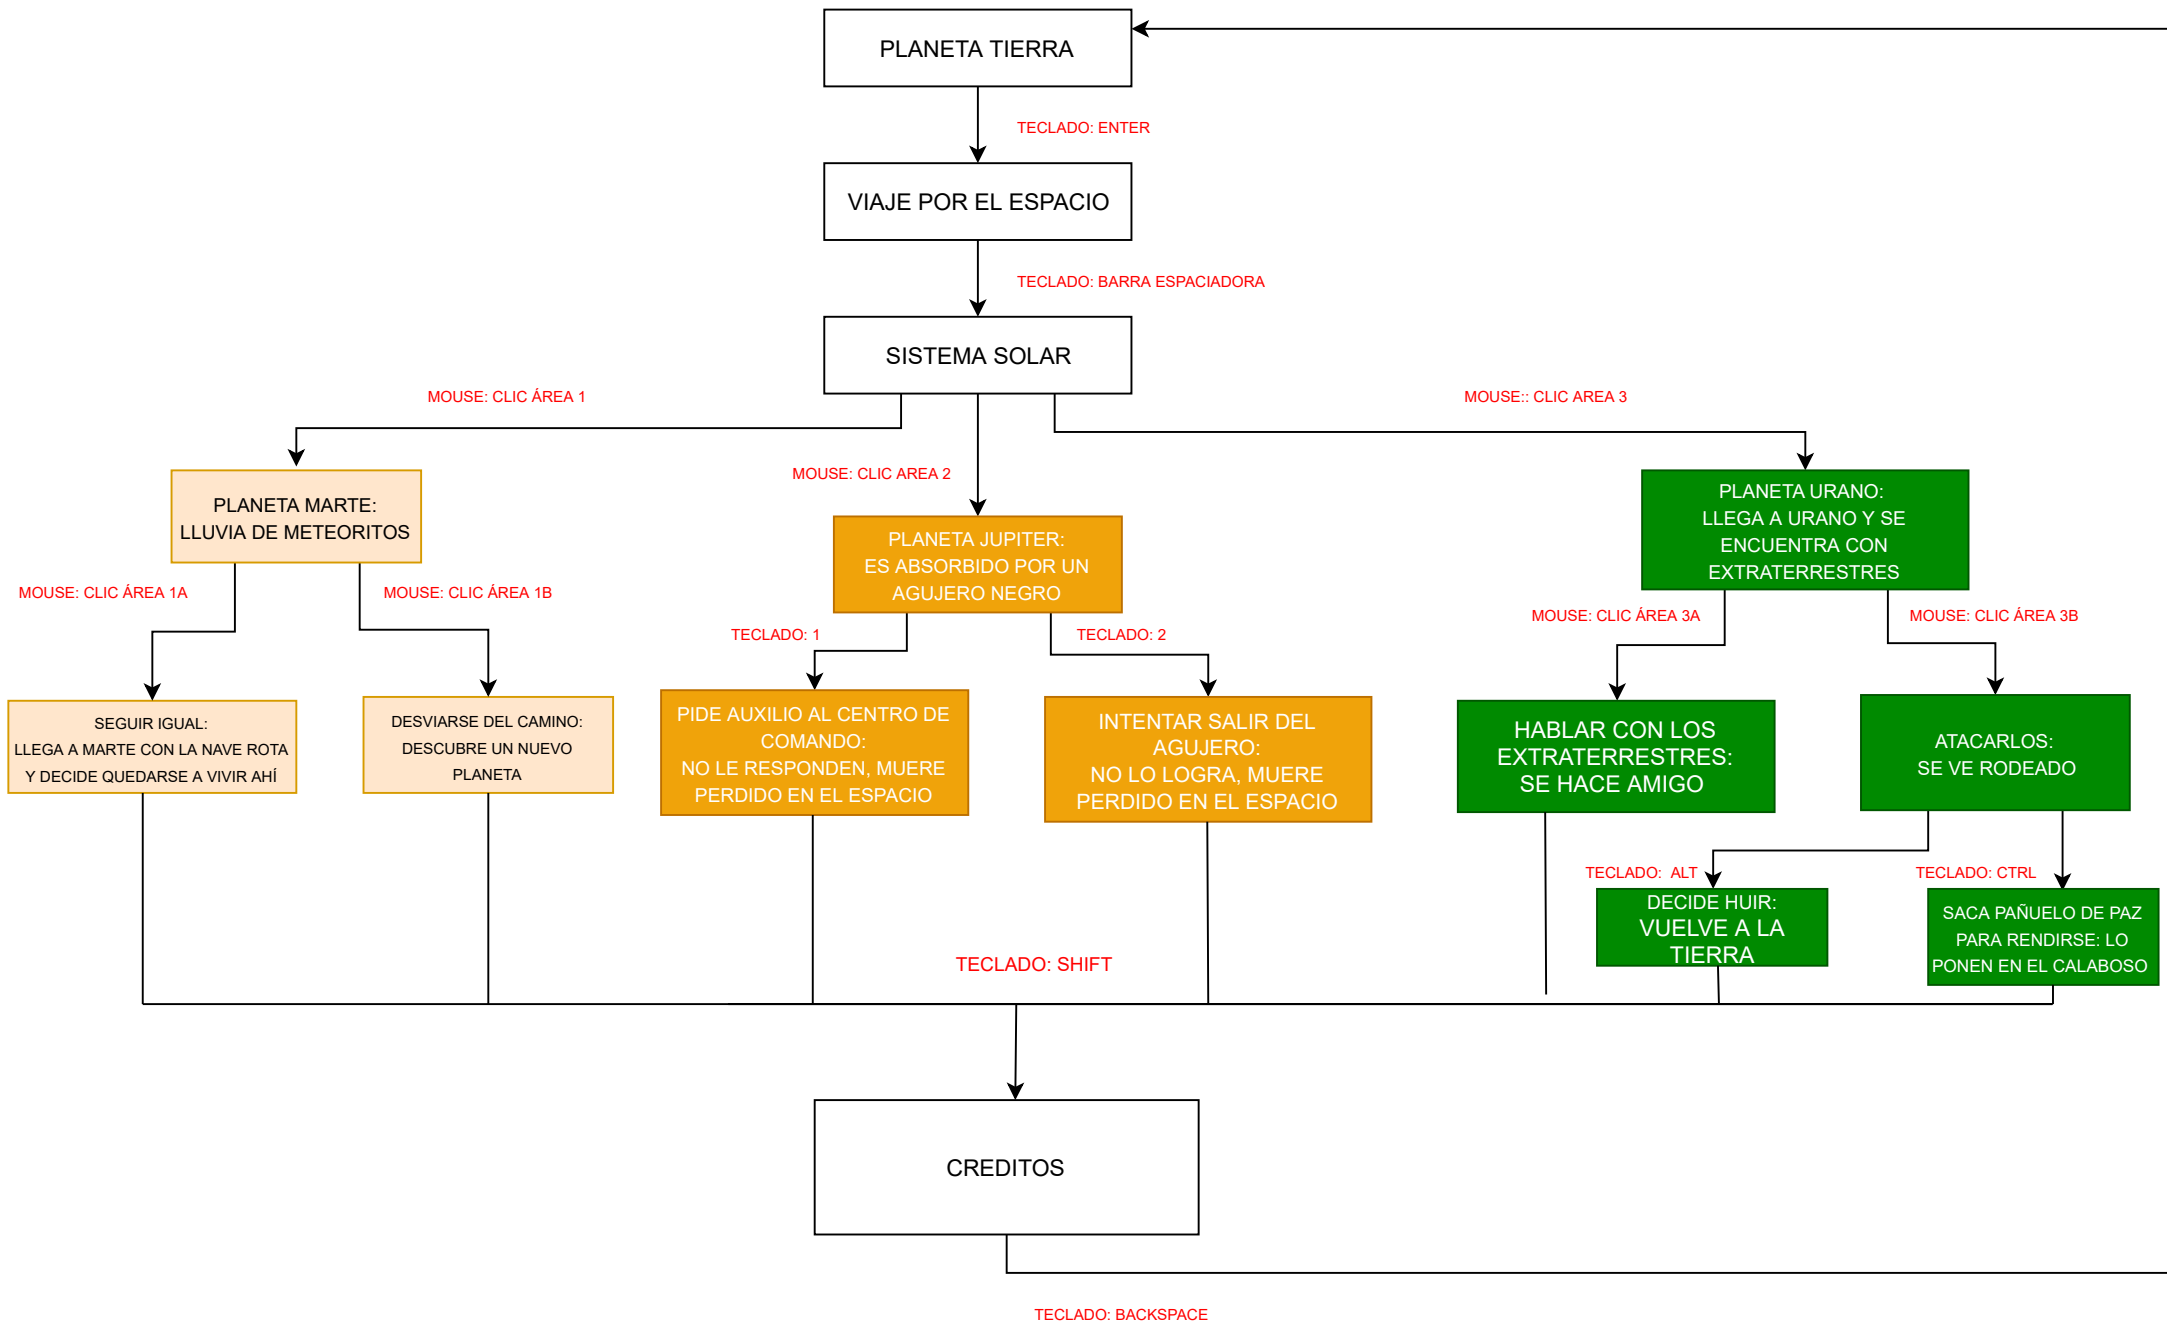 PLANETA TIERRA
TECLADO: ENTER
VIAJE POR EL ESPACIO
TECLADO: BARRA ESPACIADORA
SISTEMA SOLAR
MOUSE: CLIC ÁREA 1
MOUSE:: CLIC AREA 3
MOUSE: CLIC AREA 2
PLANETA MARTE:
LLUVIA DE METEORITOS
PLANETA JUPITER:
ES ABSORBIDO POR UN
AGUJERO NEGRO
PLANETA URANO:
LLEGA A URANO Y SE
ENCUENTRA CON
EXTRATERRESTRES
MOUSE: CLIC ÁREA 1A
MOUSE: CLIC ÁREA 1B
TECLADO: 1
TECLADO: 2
MOUSE: CLIC ÁREA 3A
MOUSE: CLIC ÁREA 3B
SEGUIR IGUAL:
LLEGA A MARTE CON LA NAVE ROTA
Y DECIDE QUEDARSE A VIVIR AHÍ
DESVIARSE DEL CAMINO:
DESCUBRE UN NUEVO
PLANETA
PIDE AUXILIO AL CENTRO DE
COMANDO:
NO LE RESPONDEN, MUERE
PERDIDO EN EL ESPACIO
INTENTAR SALIR DEL
AGUJERO:
NO LO LOGRA, MUERE
PERDIDO EN EL ESPACIO
HABLAR CON LOS
EXTRATERRESTRES:
SE HACE AMIGO
ATACARLOS:
SE VE RODEADO
TECLADO:  ALT
TECLADO: CTRL
DECIDE HUIR:
VUELVE A LA
TIERRA
SACA PAÑUELO DE PAZ
PARA RENDIRSE: LO
PONEN EN EL CALABOSO
TECLADO: SHIFT
CREDITOS
TECLADO: BACKSPACE